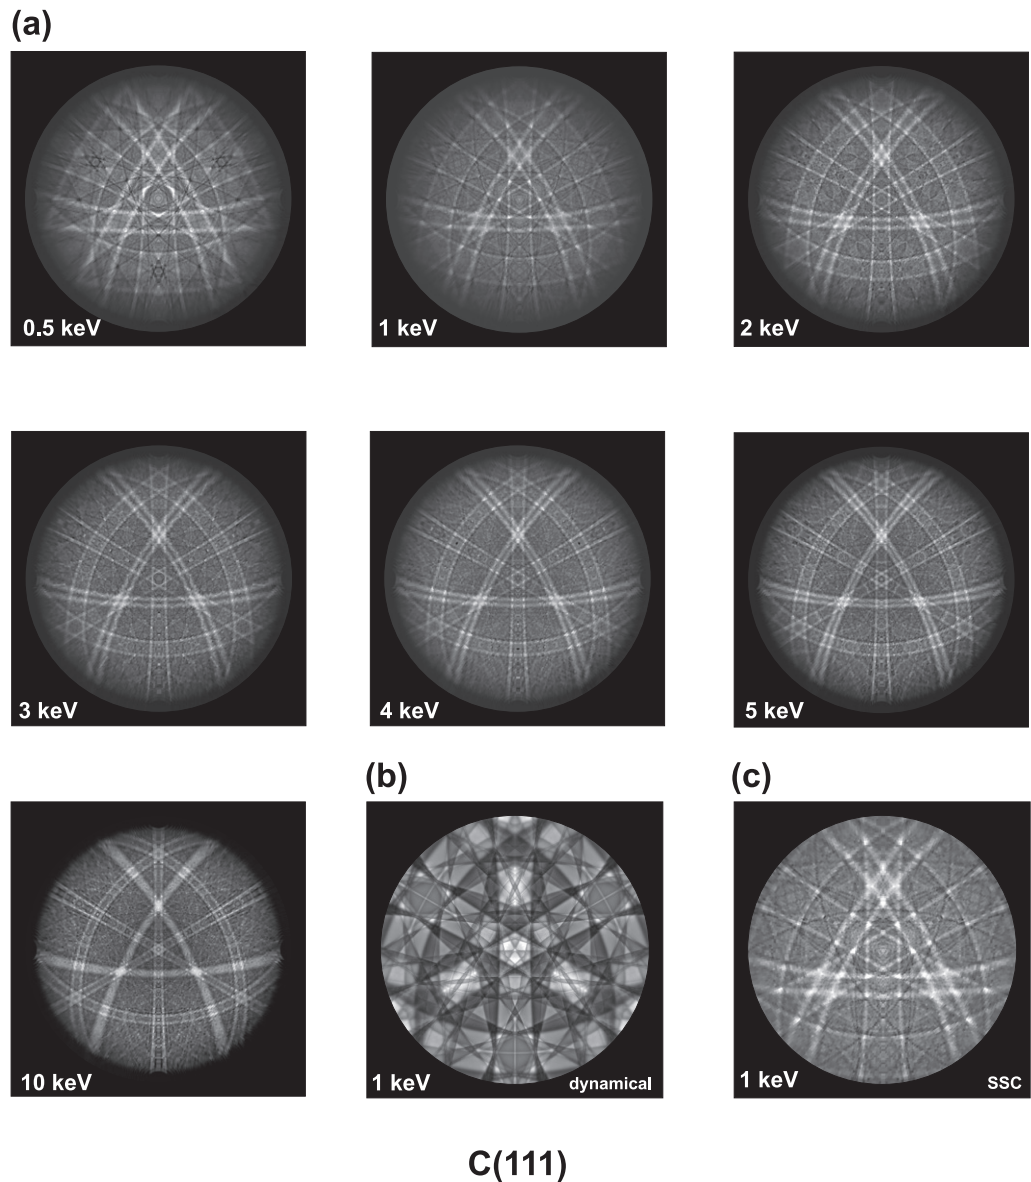 (a)
0.5 keV
1 keV
2 keV
3 keV
4 keV
5 keV
(b)
(c)
10 keV
1 keV
dynamical
1 keV
SSC
C(111)